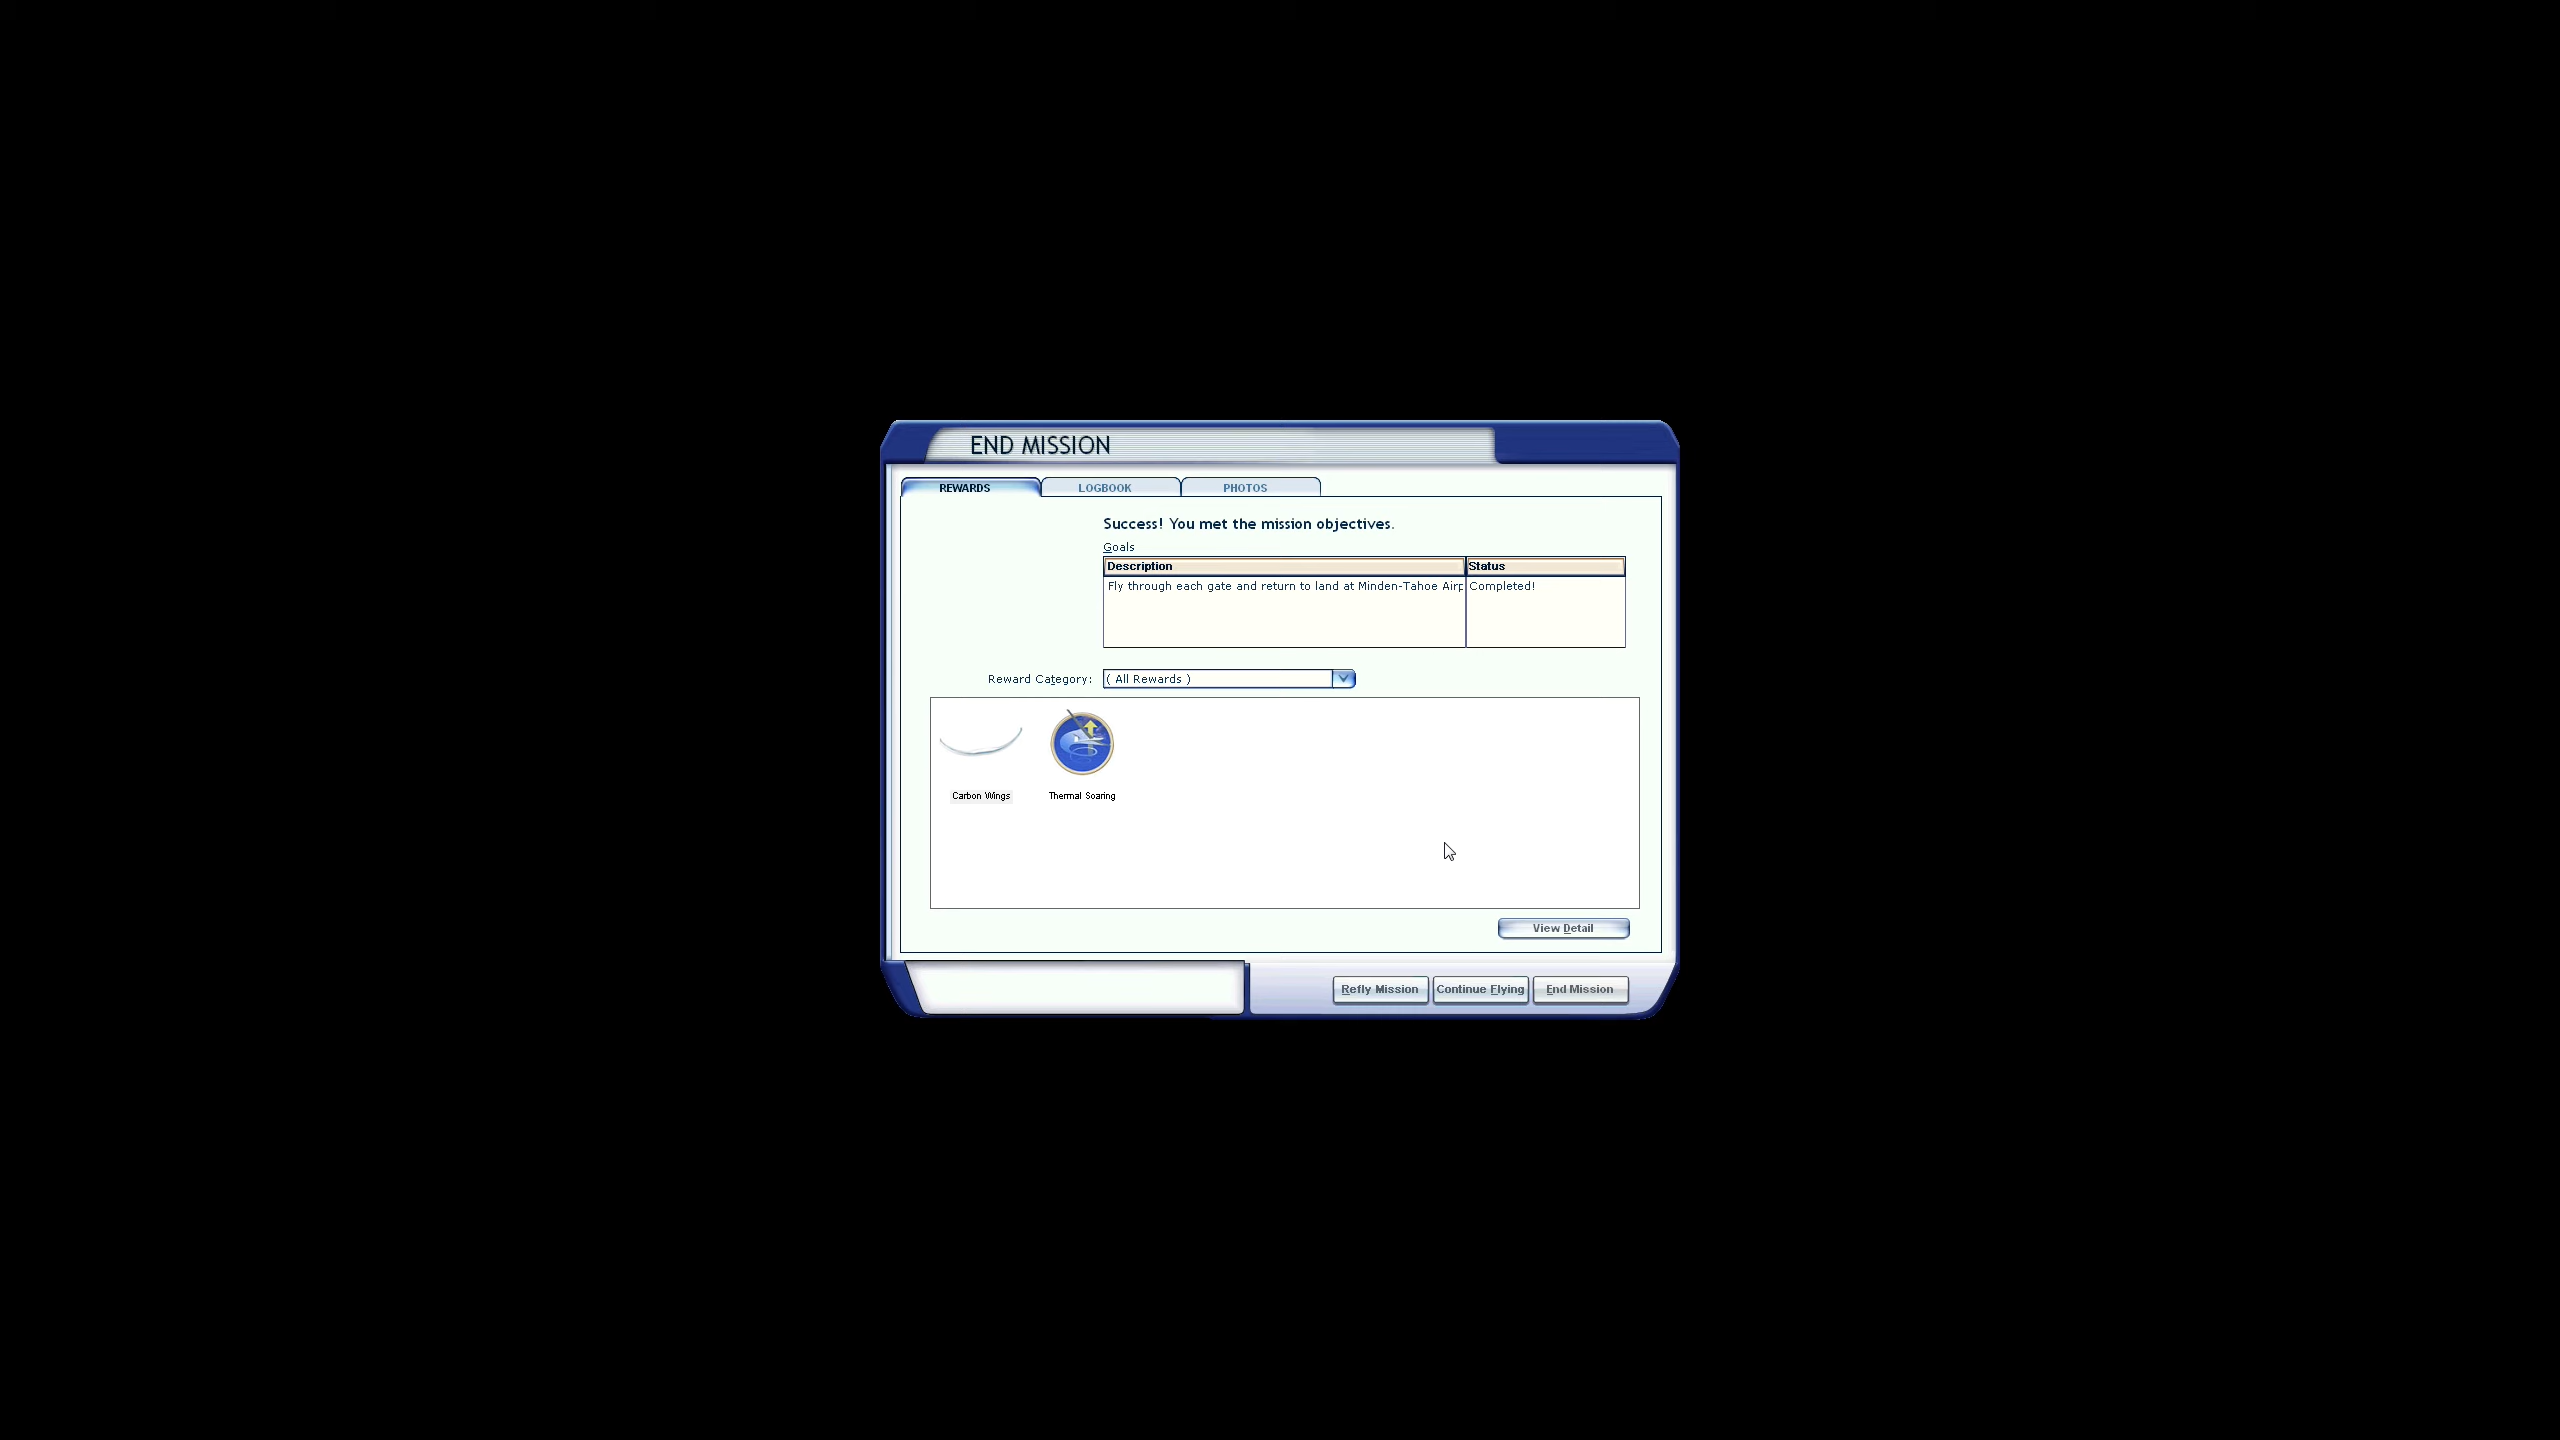 END MISSION
REWARDS
LOGBOOK
PHOTOS
Success! You met the mission objectives.
Goals
Description Status
Fly through each gate and return to land at Minden-Tahoe Airp Completed!
Reward Category: ( All Rewards )
Carbon Wings
Thermal Soaring
View Detail
Refly Mission
Continue Flying
End Mission